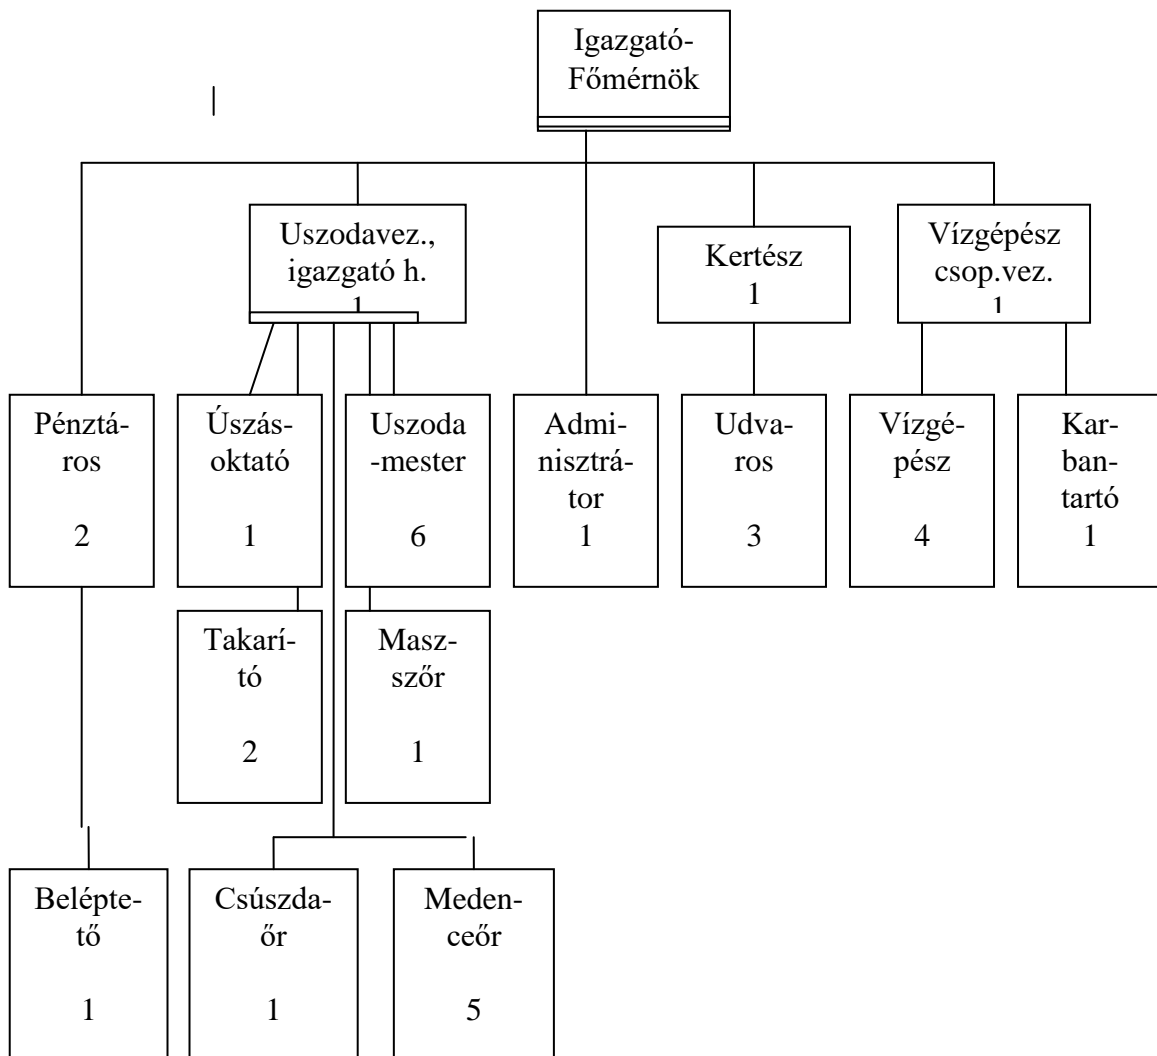 Igazgató-
Főmérnök
Uszodavez.,
igazgató h.
1
Kertész
1
Vízgépész
csop.vez.
1
Pénztá-
ros
2
Úszás-
oktató
1
Uszoda
-mester
6
Admi-
nisztrá-
tor
1
Udva-
ros
3
Vízgé-
pész
4
Kar-
ban-
tartó
1
Takarí-
tó
2
Masz-
szőr
1
Belépte-
tő
1
Csúszda-
őr
1
Meden-
ceőr
5